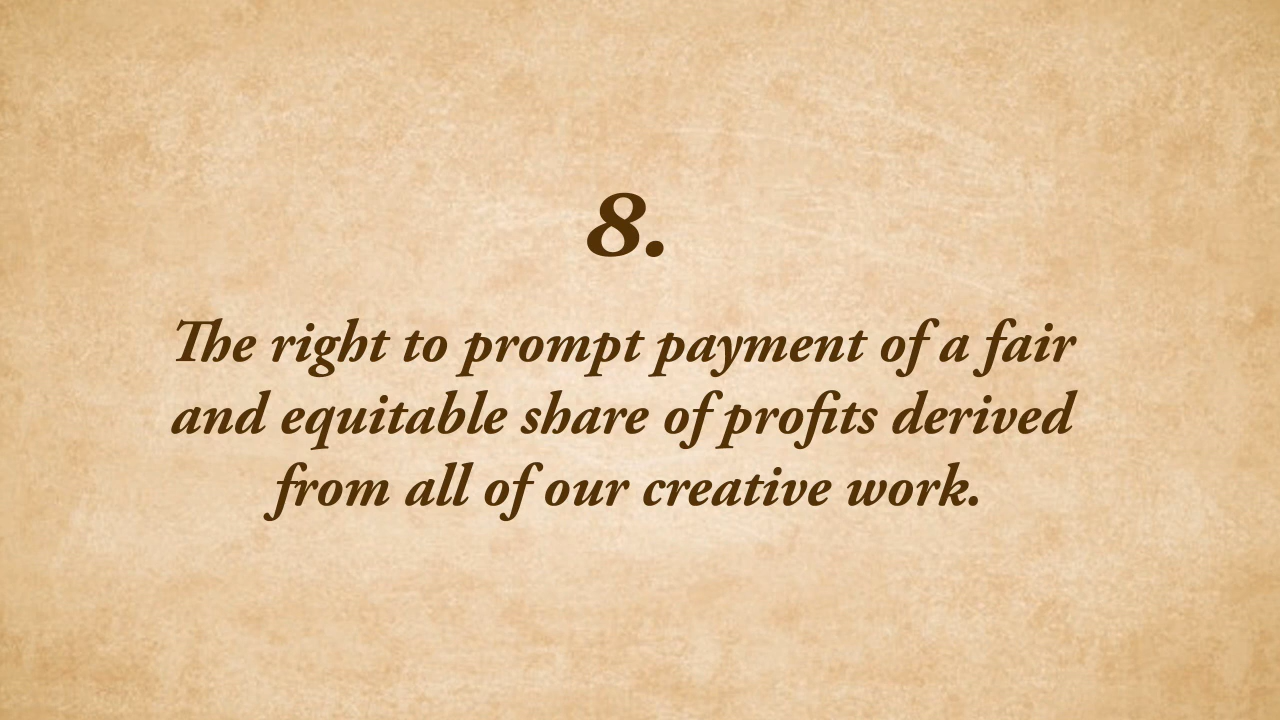 8.
The right to prompt payment of a fair
and equitable share of profits derived
from all of our creative work.